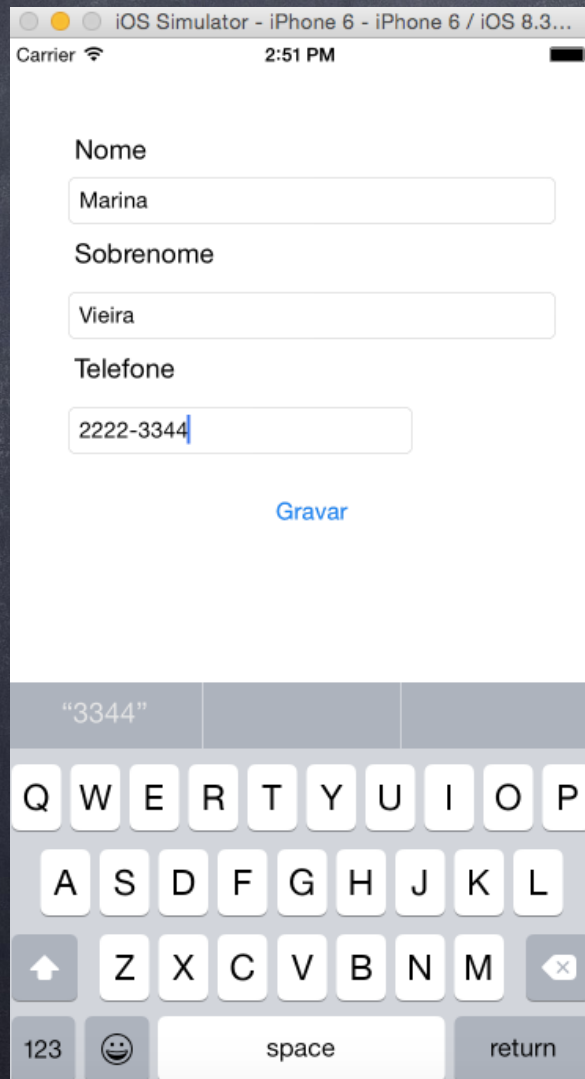 iOS Simulator - iPhone 6 - iPhone 6 / iOS 8.3...
Carrier 2:51 PM
Nome
Marina
Sobrenome
Vieira
Telefone
2222-3344
Gravar
“3344”
Q W E R T Y U I O P
A S D F G H J K L
Z X C V B N M
123 space return